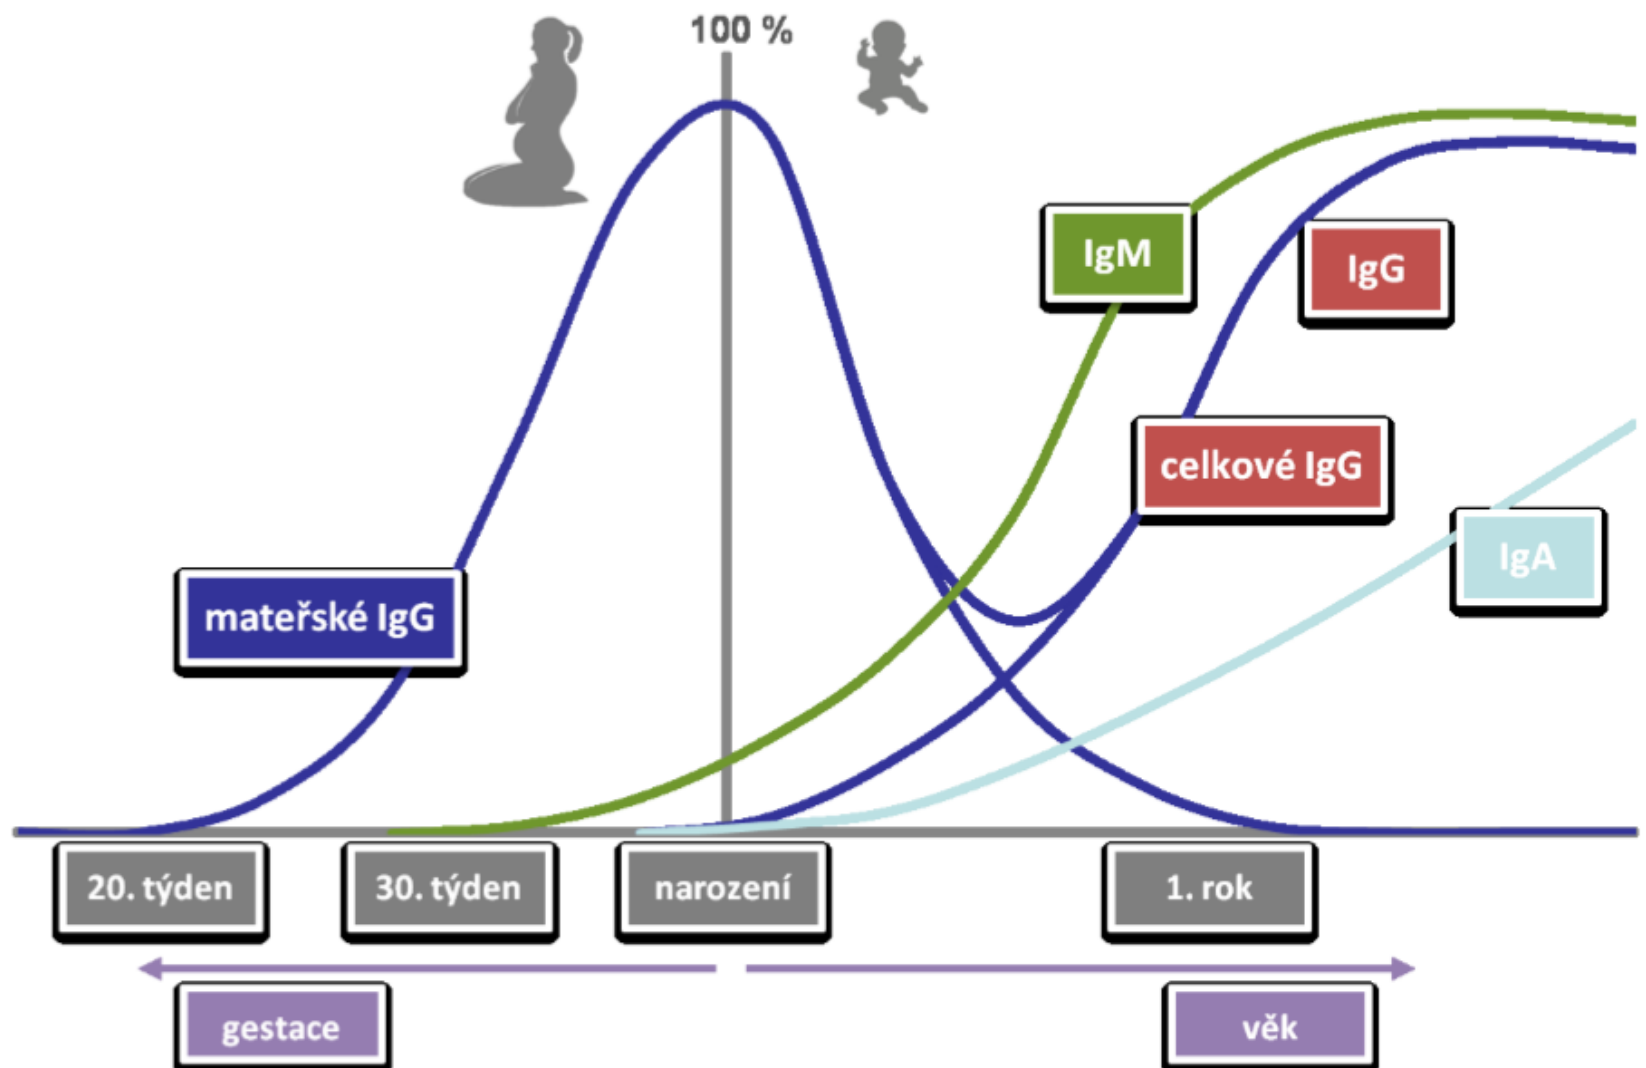 100 %
IgM
IgG
celkové IgG
IgA
mateřské IgG
20. týden
30. týden
narození
1. rok
gestace
věk